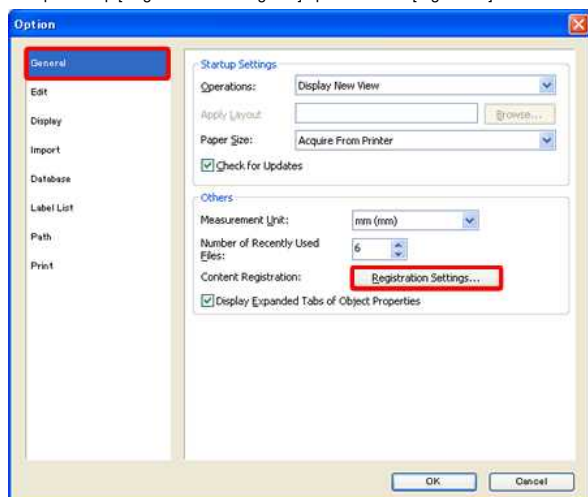 Option
General
Edit
Display
Import
Database
Label List
Path
Print
Startup Settings
Operations: Display New View
Apply Layout: Browse...
Paper Size: Acquire From Printer
Check for Updates
Others
Measurement Unit: mm (mm)
Number of Recently Used
Files: 6
Content Registration: Registration Settings...
Display Expanded Tabs of Object Properties
OK Cancel